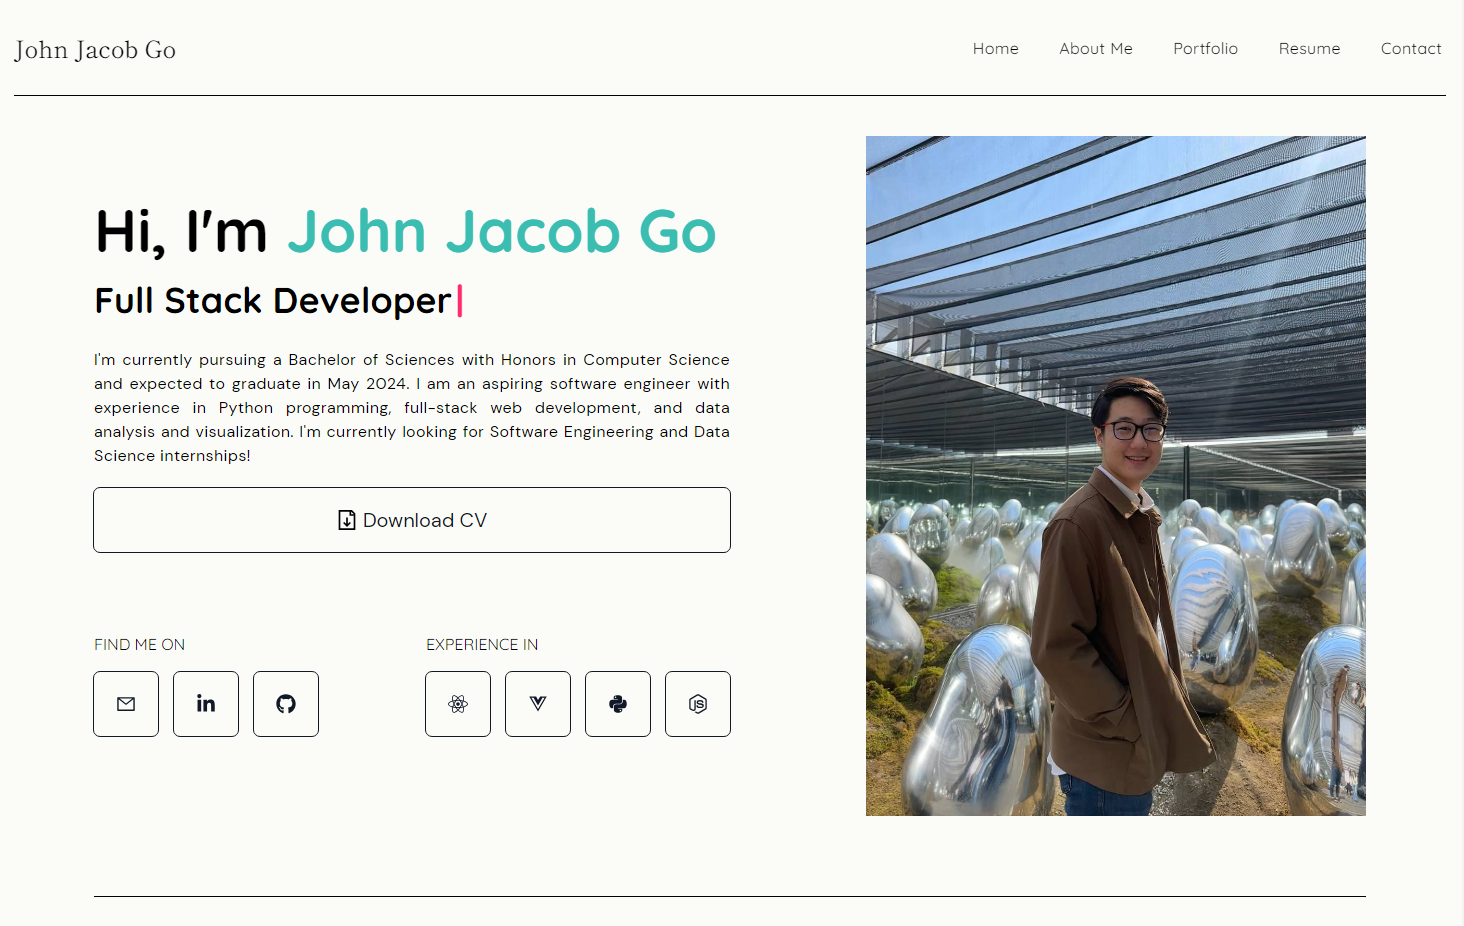 John Jacob Go
Home
About Me
Portfolio
Resume
Contact
Hi, I'm John Jacob Go
Full Stack Developer
I'm currently pursuing a Bachelor of Sciences with Honors in Computer Science
and expected to graduate in May 2024. I am an aspiring software engineer with
experience in Python programming, full-stack web development, and data
analysis and visualization. I'm currently looking for Software Engineering and Data
Science internships!
Download CV
FIND ME ON
EXPERIENCE IN
in
JS